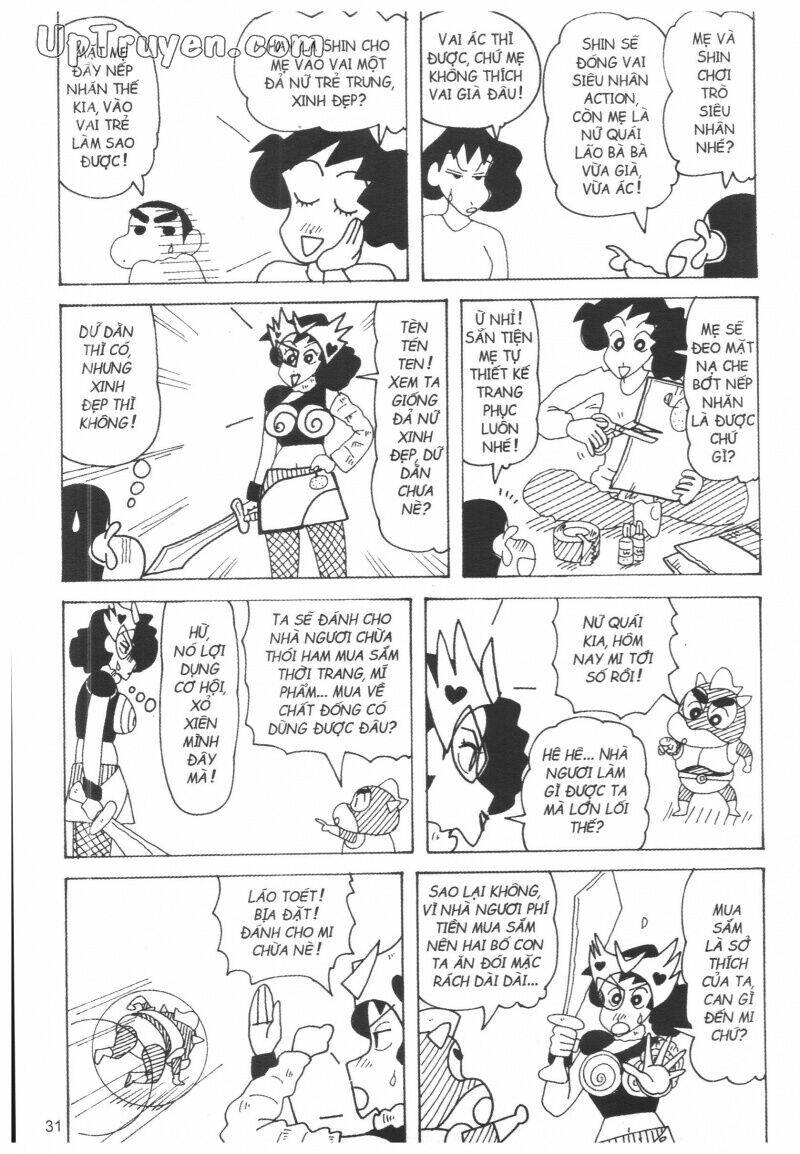 UpTruyen.com
MẸ VÀ
SHIN
CHƠI
TRÒ
SIÊU
NHÂN
NHÉ?
SHIN SẼ
ĐÓNG VAI
SIÊU NHÂN
ACTION,
CÒN MẸ LÀ
NỮ QUÁI
LÃO BÀ BÀ
VỪA GIÀ,
VỪA ÁC!
VAI ÁC THÌ
ĐƯỢC, CHỨ MẸ
KHÔNG THÍCH
VAI GIÀ ĐÂU!
HAY LÀ SHIN CHO
MẸ VÀO VAI MỘT
ĐẢ NỮ TRẺ TRUNG,
XINH ĐẸP?
MẶT MẸ
ĐẦY NẾP
NHĂN THẾ
KIA, VÀO
VAI TRẺ
LÀM SAO
ĐƯỢC!
MẸ SẼ
ĐEO MẶT
NẠ CHE
BỚT NẾP
NHĂN
LÀ ĐƯỢC
CHỨ
GÌ?
Ừ NHỈ!
SẴN TIỆN
MẸ TỰ
THIẾT KẾ
TRANG
PHỤC
LUÔN
NHÉ!
TÈN
TÉN
TEN!
XEM TA
GIỐNG
ĐẢ NỮ
XINH
ĐẸP, DỮ
DẰN
CHƯA
NÈ?
DỮ DẰN
THÌ CÓ,
NHƯNG
XINH
ĐẸP THÌ
KHÔNG!
NỮ QUÁI
KIA, HÔM
NAY MI TỚI
SỐ RỒI!
HÊ HÊ... NHÀ
NGƯƠI LÀM
GÌ ĐƯỢC TA
MÀ LỚN LỐI
THẾ?
TA SẼ ĐÁNH CHO
NHÀ NGƯƠI CHỪA
THÓI HAM MUA SẮM
THỜI TRANG, MĨ
PHẨM... MUA VỀ
CHẤT ĐỐNG CÓ
DÙNG ĐƯỢC ĐÂU?
HỪ,
NÓ LỢI
DỤNG
CƠ HỘI,
XỎ
XIÊN
MÌNH
ĐÂY
MÀ!
MUA
SẮM
LÀ SỞ
THÍCH
CỦA TA,
CAN GÌ
ĐẾN MI
CHỨ?
SAO LẠI KHÔNG,
VÌ NHÀ NGƯƠI PHÍ
TIỀN MUA SẮM
NÊN HAI BỐ CON
TA ĂN ĐÓI MẶC
RÁCH DÀI DÀI...
LÁO TOÉT!
BỊA ĐẶT!
ĐÁNH CHO MI
CHỪA NÈ!
31